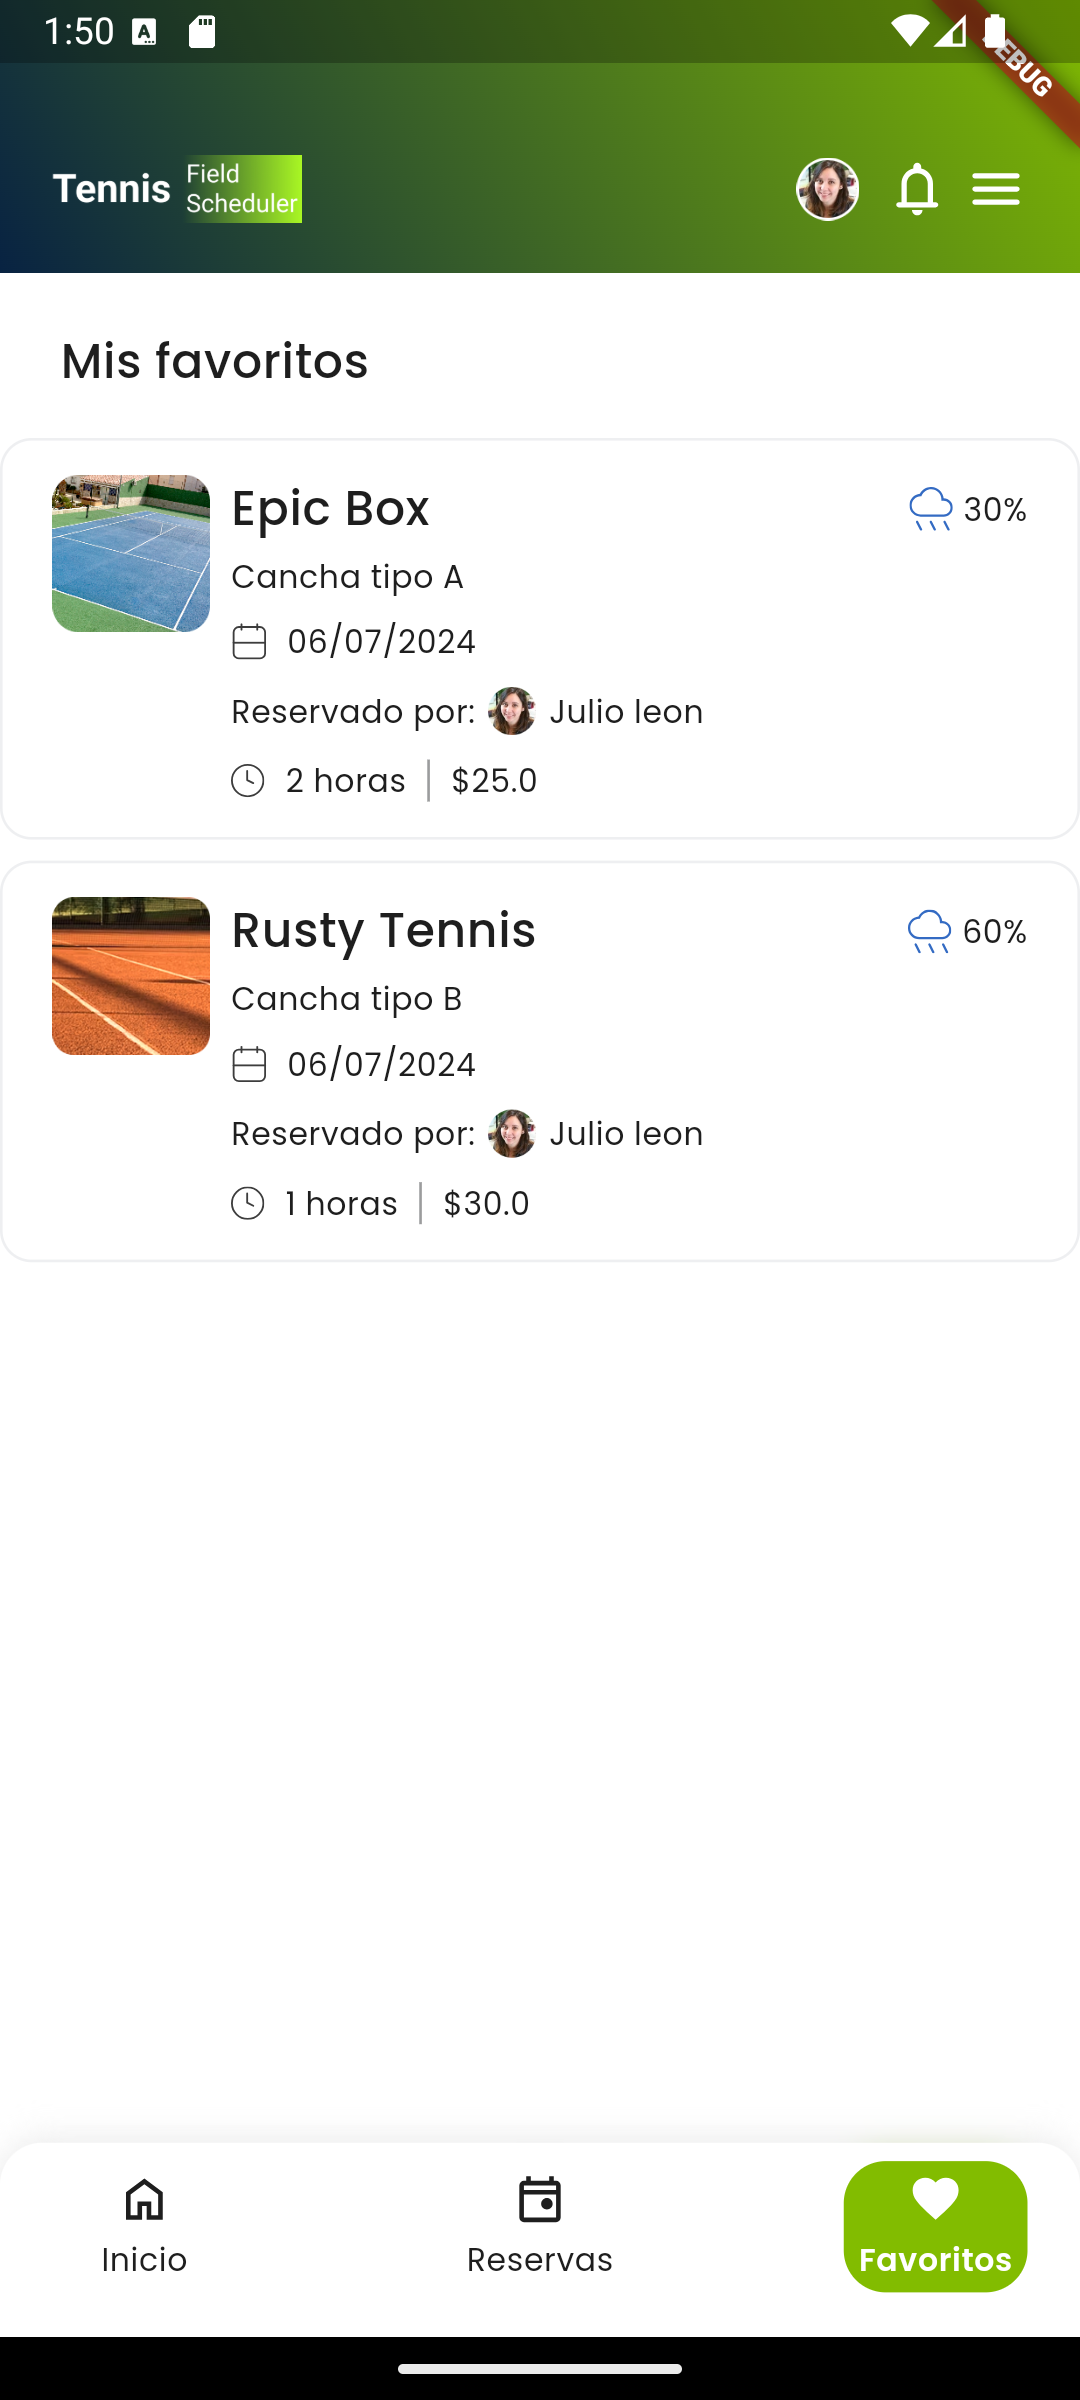 1:50
DEBUG
Tennis Field Scheduler
Mis favoritos
Epic Box
30%
Cancha tipo A
06/07/2024
Reservado por: Julio leon
2 horas | $25.0
Rusty Tennis
60%
Cancha tipo B
06/07/2024
Reservado por: Julio leon
1 horas | $30.0
Inicio
Reservas
Favoritos